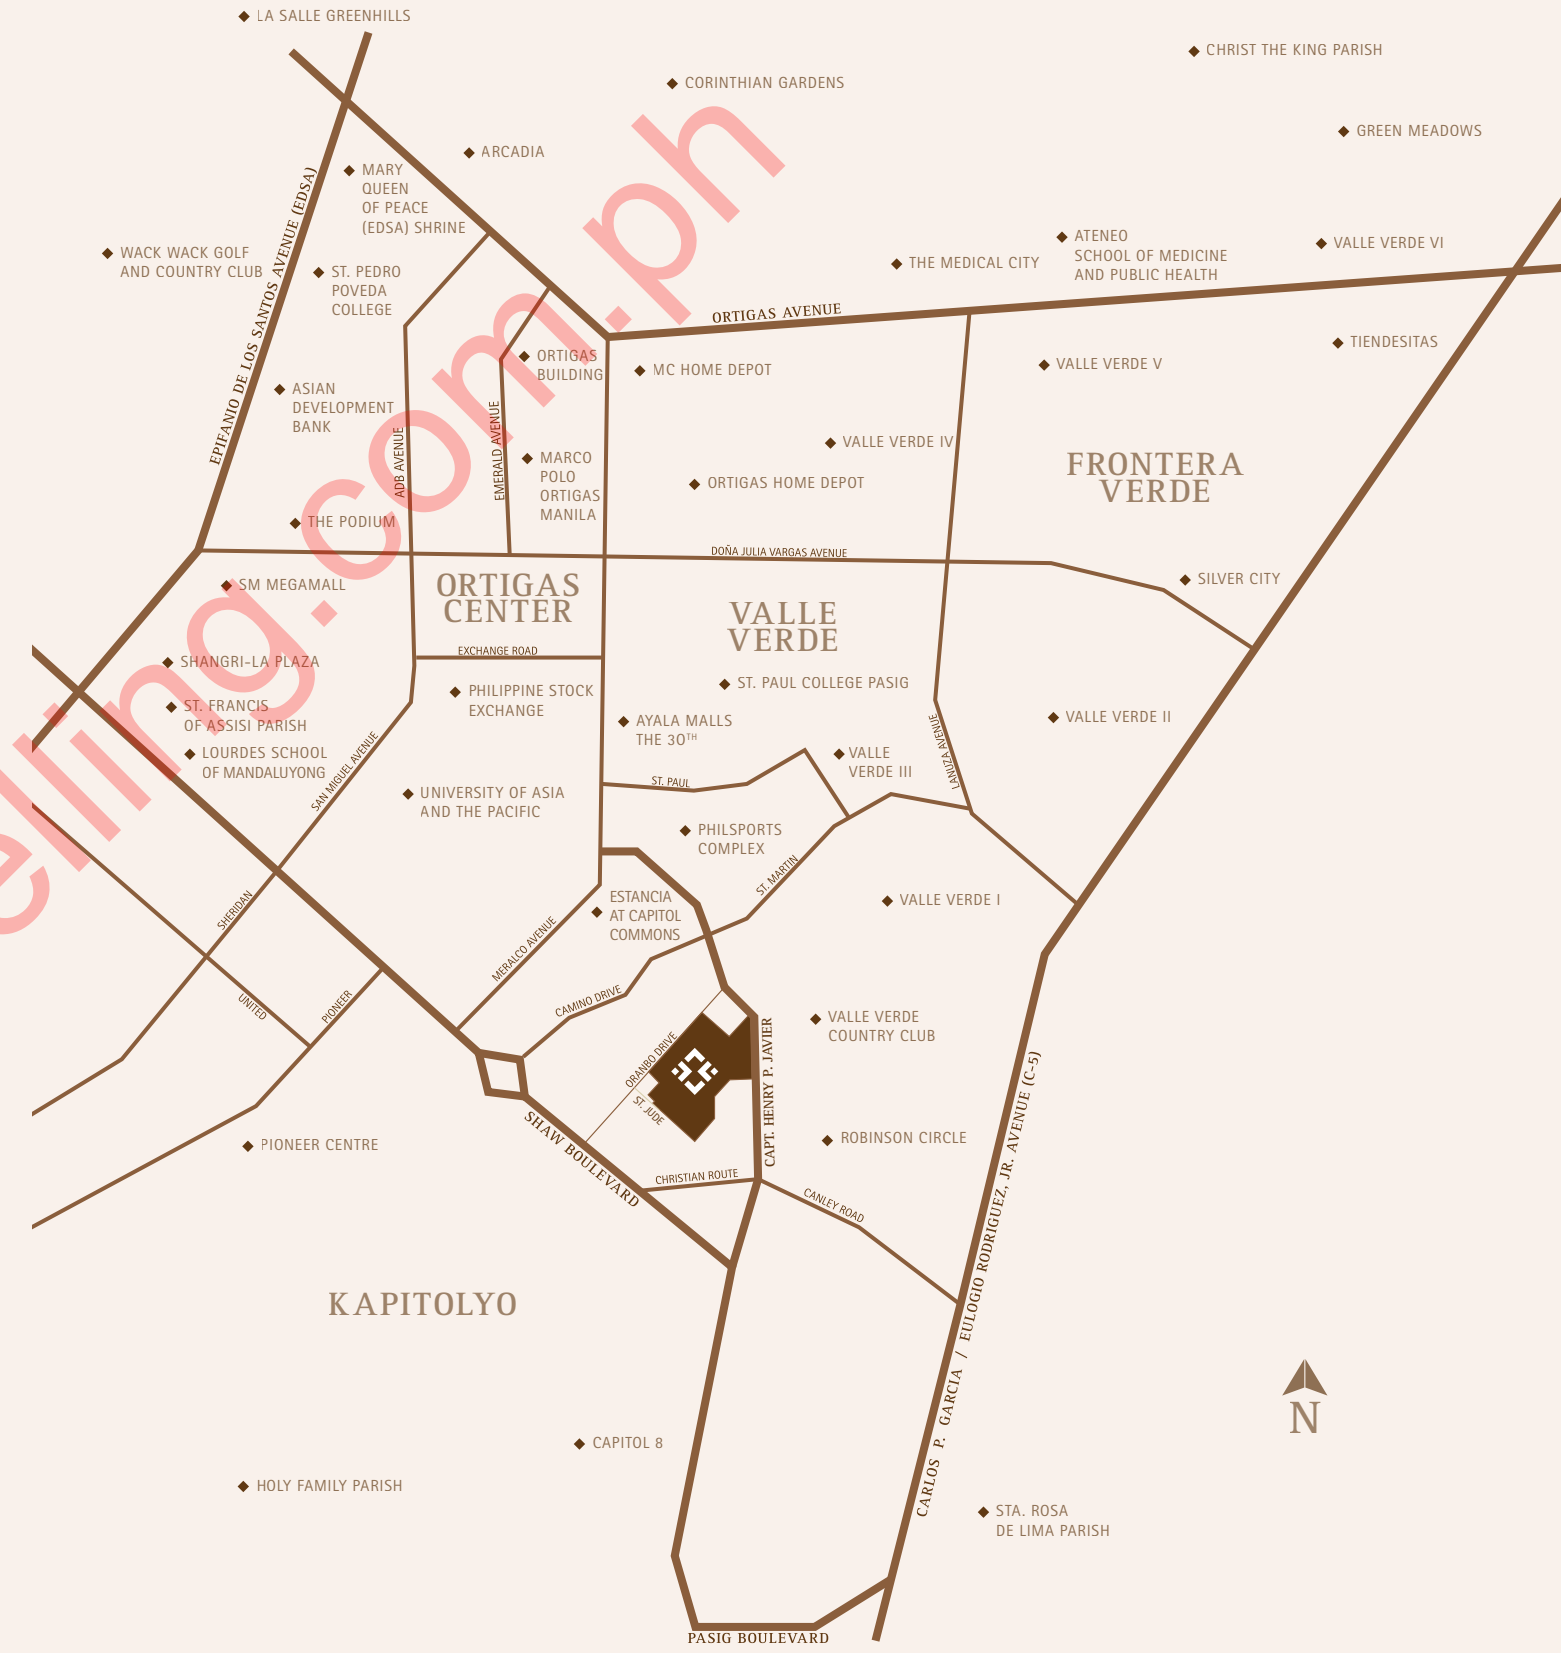 LA SALLE GREENHILLS
CHRIST THE KING PARISH
CORINTHIAN GARDENS
GREEN MEADOWS
ARCADIA
MARY
QUEEN
OF PEACE
(EDSA) SHRINE
WACK WACK GOLF
AND COUNTRY CLUB
ST. PEDRO
POVEDA
COLLEGE
EPIFANIO DE LOS SANTOS AVENUE (EDSA)
THE MEDICAL CITY
ATENEO
SCHOOL OF MEDICINE
AND PUBLIC HEALTH
VALLE VERDE VI
ORTIGAS AVENUE
TIENDESITAS
ORTIGAS
BUILDING
MC HOME DEPOT
VALLE VERDE V
ASIAN
DEVELOPMENT
BANK
ADB AVENUE
EMERALD AVENUE
MARCO
POLO
ORTIGAS
MANILA
VALLE VERDE IV
ORTIGAS HOME DEPOT
FRONTERA
VERDE
THE PODIUM
DOÑA JULIA VARGAS AVENUE
SM MEGAMALL
ORTIGAS
CENTER
VALLE
VERDE
SILVER CITY
EXCHANGE ROAD
SHANGRI-LA PLAZA
ST. FRANCIS
OF ASSISI PARISH
LOURDES SCHOOL
OF MANDALUYONG
PHILIPPINE STOCK
EXCHANGE
ST. PAUL COLLEGE PASIG
AYALA MALLS
THE 30TH
VALLE VERDE II
LANUZA AVENUE
VALLE
VERDE III
SAN MIGUEL AVENUE
ST. PAUL
UNIVERSITY OF ASIA
AND THE PACIFIC
PHILSPORTS
COMPLEX
ST. MARTIN
SHERIDAN
ESTANCIA
AT CAPITOL
COMMONS
VALLE VERDE I
MERALCO AVENUE
UNITED
PIONEER
CAMINO DRIVE
VALLE VERDE
COUNTRY CLUB
ORANBO DRIVE
ST. JUDE
CAPT. HENRY P. JAVIER
PIONEER CENTRE
SHAW BOULEVARD
ROBINSON CIRCLE
CHRISTIAN ROUTE
CANLEY ROAD
CARLOS P. GARCIA / EULOGIO RODRIGUEZ, JR. AVENUE (C-5)
KAPITOLYO
N
CAPITOL 8
HOLY FAMILY PARISH
STA. ROSA
DE LIMA PARISH
PASIG BOULEVARD
elling.com.ph